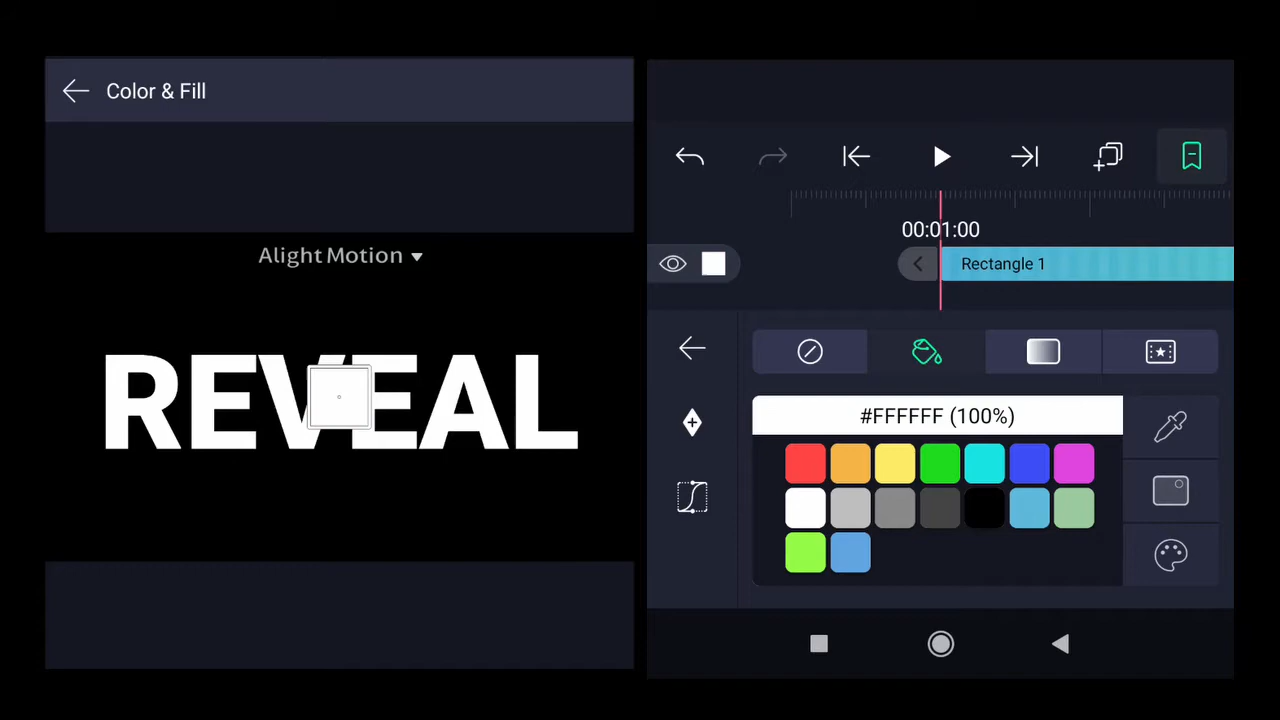 Color & Fill
Alight Motion
REVEAL
00:01:00
Rectangle 1
#FFFFFF (100%)